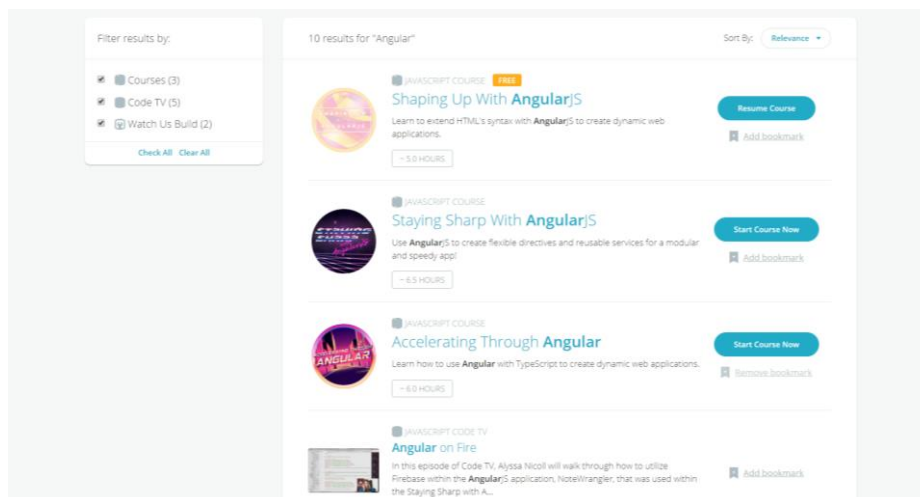 Filter results by:
Courses (3)
Code TV (5)
Watch Us Build (2)
Check All Clear All
10 results for "Angular"
Sort By: Relevance
JAVASCRIPT COURSE FREE
Shaping Up With AngularJS
Learn to extend HTML's syntax with AngularJS to create dynamic web
applications.
~ 5.0 HOURS
Resume Course
Add bookmark
JAVASCRIPT COURSE
Staying Sharp With AngularJS
Use AngularJS to create flexible directives and reusable services for a modular
and speedy app!
~ 6.5 HOURS
Start Course Now
Add bookmark
ANGULAR
JAVASCRIPT COURSE
Accelerating Through Angular
Learn how to use Angular with TypeScript to create dynamic web applications.
~ 6.0 HOURS
Start Course Now
Remove bookmark
JAVASCRIPT CODE TV
Angular on Fire
In this episode of Code TV, Alyssa Nicoll will walk through how to utilize
Firebase within the AngularJS application, NoteWrangler, that was used within
the Staying Sharp with A...
Add bookmark